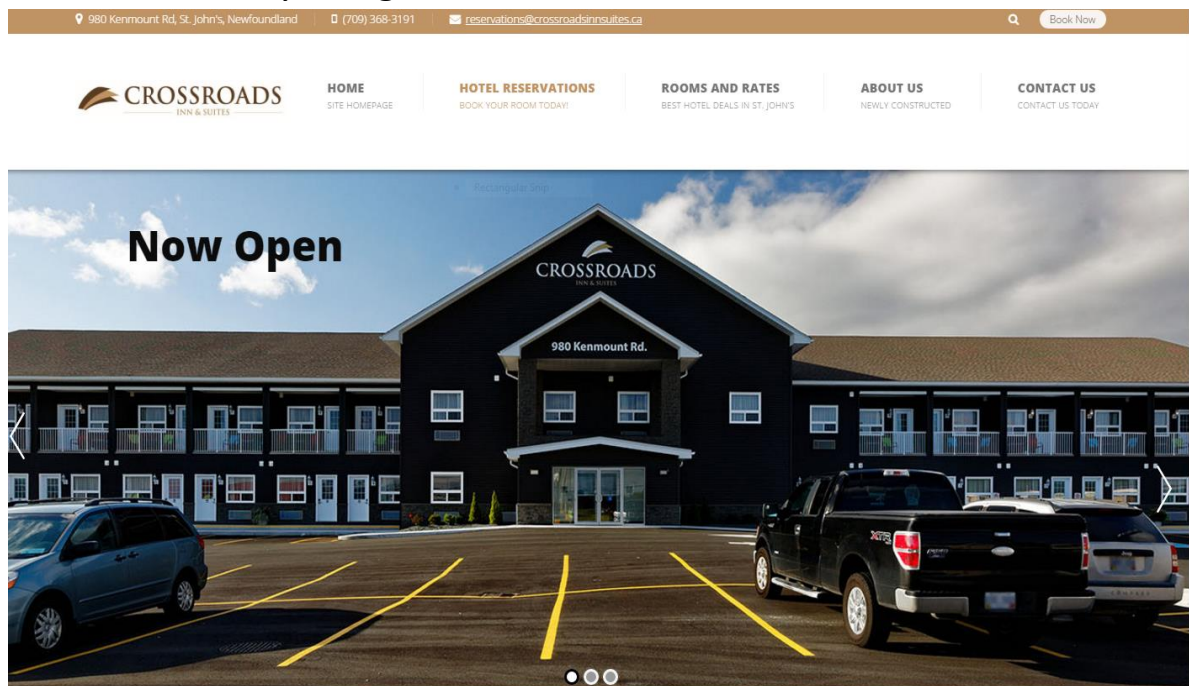 980 Kenmount Rd, St. John's, Newfoundland (709) 368-3191 reservations@crossroadsinnsuites.ca Book Now
CROSSROADS
INN & SUITES
HOME HOTEL RESERVATIONS ROOMS AND RATES ABOUT US CONTACT US
SITE HOMEPAGE BOOK YOUR ROOM TODAY! BEST HOTEL DEALS IN ST. JOHN'S NEWLY CONSTRUCTED CONTACT US TODAY
Rectangular Snip
Now Open
CROSSROADS
INN & SUITES
980 Kenmount Rd.
XTR